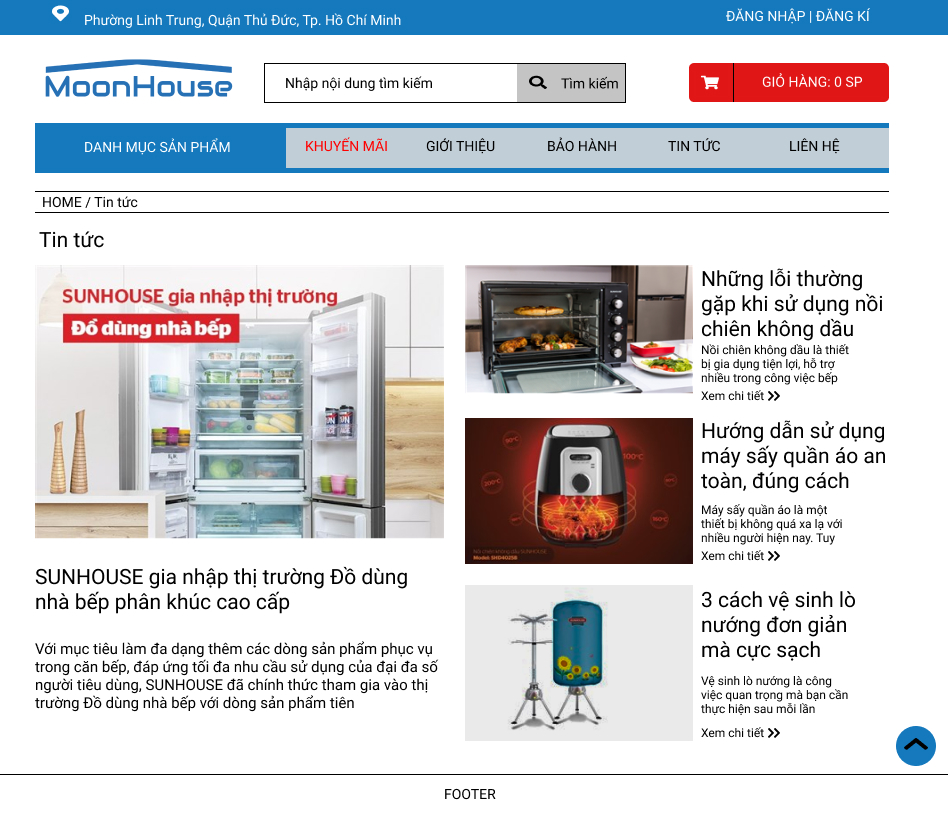 Phường Linh Trung, Quận Thủ Đức, Tp. Hồ Chí Minh
ĐĂNG NHẬP | ĐĂNG KÍ
MoonHouse
Nhập nội dung tìm kiếm
Tìm kiếm
GIỎ HÀNG: 0 SP
DANH MỤC SẢN PHẨM
KHUYẾN MÃI
GIỚI THIỆU
BẢO HÀNH
TIN TỨC
LIÊN HỆ
HOME / Tin tức
Tin tức
SUNHOUSE gia nhập thị trường
Đồ dùng nhà bếp
SUNHOUSE gia nhập thị trường Đồ dùng
nhà bếp phân khúc cao cấp
Với mục tiêu làm đa dạng thêm các dòng sản phẩm phục vụ
trong căn bếp, đáp ứng tối đa nhu cầu sử dụng của đại đa số
người tiêu dùng, SUNHOUSE đã chính thức tham gia vào thị
trường Đồ dùng nhà bếp với dòng sản phẩm tiên
Những lỗi thường
gặp khi sử dụng nồi
chiên không dầu
Nồi chiên không dầu là thiết
bị gia dụng tiện lợi, hỗ trợ
nhiều trong công việc bếp
Xem chi tiết
200°C
100°C
Nồi chiên không dầu SUNHOUSE
Model: SHD4025B
Hướng dẫn sử dụng
máy sấy quần áo an
toàn, đúng cách
Máy sấy quần áo là một
thiết bị không quá xa lạ với
nhiều người hiện nay. Tuy
Xem chi tiết
3 cách vệ sinh lò
nướng đơn giản
mà cực sạch
Vệ sinh lò nướng là công
việc quan trọng mà bạn cần
thực hiện sau mỗi lần
Xem chi tiết
FOOTER